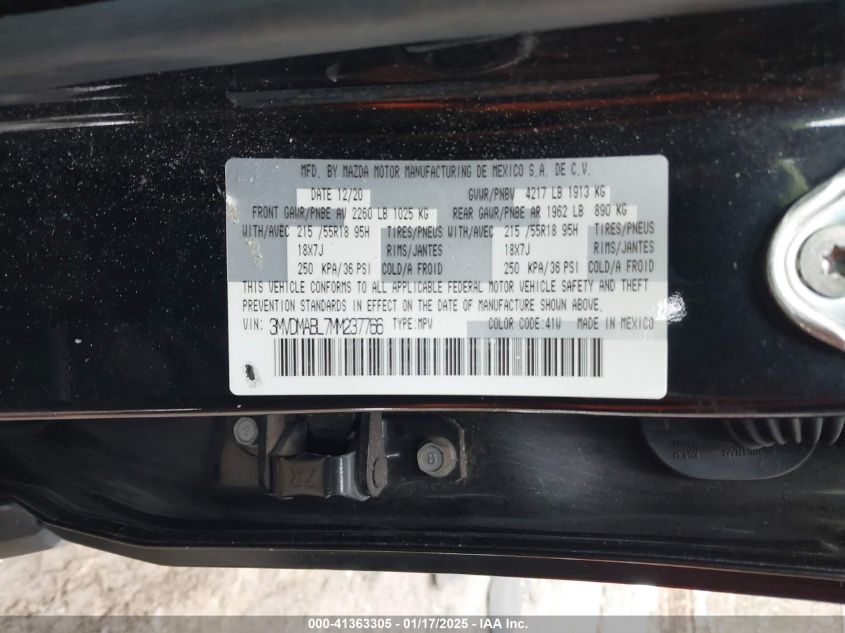 MFD. BY MAZDA MOTOR MANUFACTURING DE MEXICO S.A. DE C.V.
DATE 12/20 GVWR/PNBV 4217 LB 1913 KG
FRONT GAWR/PNBE AV 2260 LB 1025 KG REAR GAWR/PNBE AR 1962 LB 890 KG
WITH/AVEC 215 /55R18 95H TIRES/PNEUS WITH/AVEC 215 /55R18 95H TIRES/PNEUS
18X7J RIMS/JANTES 18X7J RIMS/JANTES
250 KPA/36 PSI COLD/A FROID 250 KPA/36 PSI COLD/A FROID
THIS VEHICLE CONFORMS TO ALL APPLICABLE FEDERAL MOTOR VEHICLE SAFETY AND THEFT
PREVENTION STANDARDS IN EFFECT ON THE DATE OF MANUFACTURE SHOWN ABOVE.
VIN: 3MVDMABL7MM237766 TYPE:MPV COLOR CODE:41W MADE IN MEXICO
ZR
8
000-41363305 - 01/17/2025 - IAA Inc.